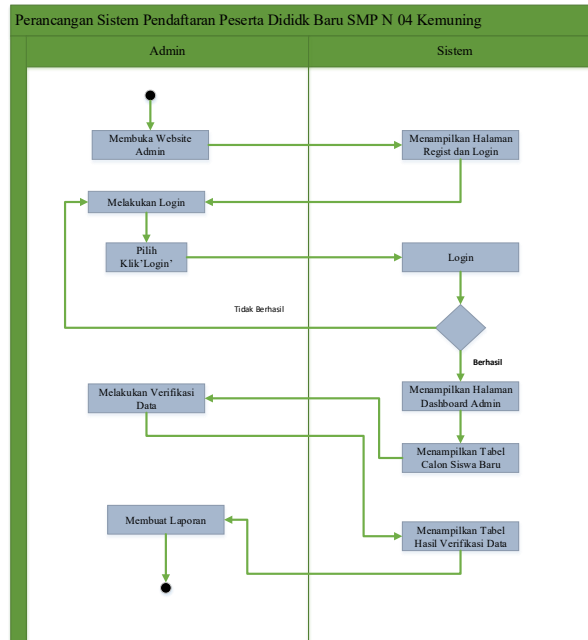 Perancangan Sistem Pendaftaran Peserta Dididk Baru SMP N 04 Kemuning
Admin
Sistem
Membuka Website
Admin
Menampilkan Halaman
Regist dan Login
Melakukan Login
Pilih
Klik'Login'
Login
Tidak Berhasil
Berhasil
Menampilkan Halaman
Dashboard Admin
Melakukan Verifikasi
Data
Menampilkan Tabel
Calon Siswa Baru
Membuat Laporan
Menampilkan Tabel
Hasil Verifikasi Data